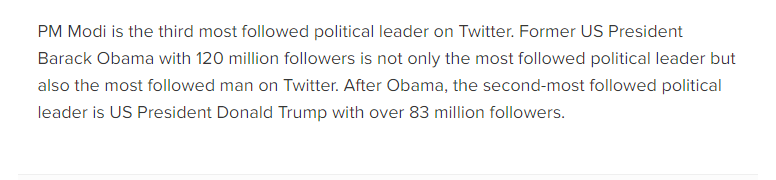 PM Modi is the third most followed political leader on Twitter. Former US President
Barack Obama with 120 million followers is not only the most followed political leader but
also the most followed man on Twitter. After Obama, the second-most followed political
leader is US President Donald Trump with over 83 million followers.